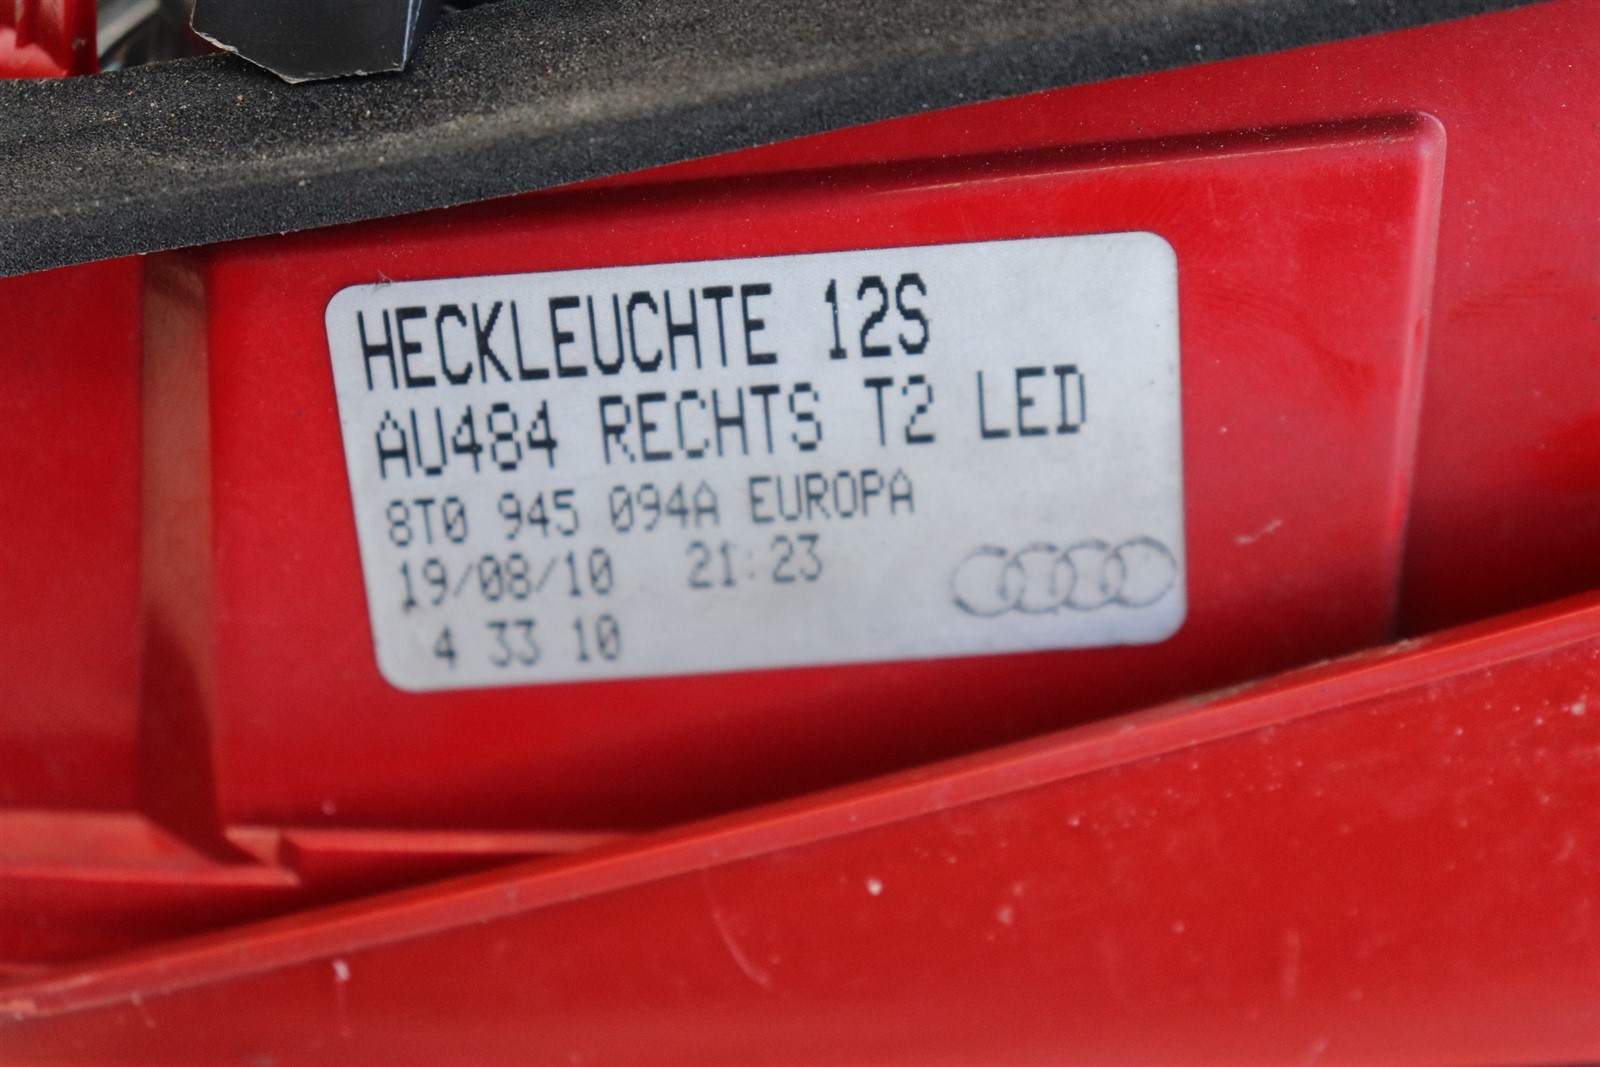 HECKLEUCHTE 12S
AU484 RECHTS T2 LED
8T0 945 094A EUROPA
19/08/10 21:23
4 33 10